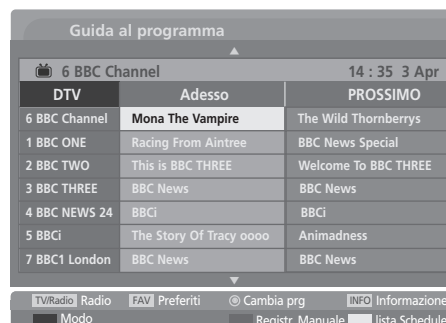 Guida al programma
6 BBC Channel 14 : 35 3 Apr
DTV Adesso PROSSIMO
6 BBC Channel Mona The Vampire The Wild Thornberrys
1 BBC ONE Racing From Aintree BBC News Special
2 BBC TWO This is BBC THREE Welcome To BBC THREE
3 BBC THREE BBC News BBC News
4 BBC NEWS 24 BBCi BBCi
5 BBCi The Story Of Tracy oooo Animadness
7 BBC1 London BBC News BBC News
TV/Radio Radio FAV Preferiti Cambia prg INFO Informazione
Modo Registr. Manuale lista Schedule